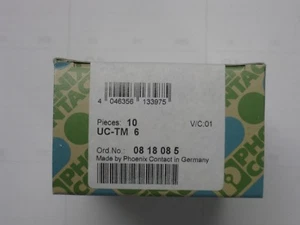 4 046356 133975
Pieces: 10 V/C:01
UC-TM 6
Ord No.: 08 18 08 5
Made by Phoenix Contact in Germany